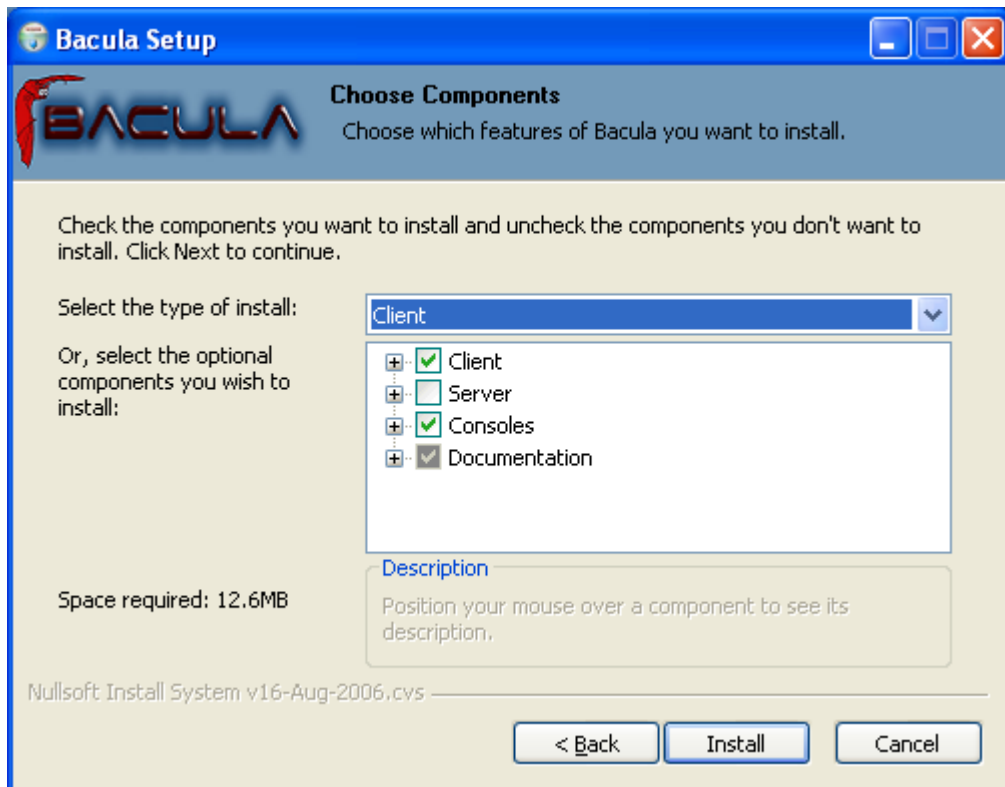 Bacula Setup
BACULA
Choose Components
Choose which features of Bacula you want to install.
Check the components you want to install and uncheck the components you don't want to
install. Click Next to continue.
Select the type of install:
Client
Or, select the optional
components you wish to
install:
Client
Server
Consoles
Documentation
Space required: 12.6MB
Description
Position your mouse over a component to see its
description.
Nullsoft Install System v16-Aug-2006.cvs
< Back
Install
Cancel